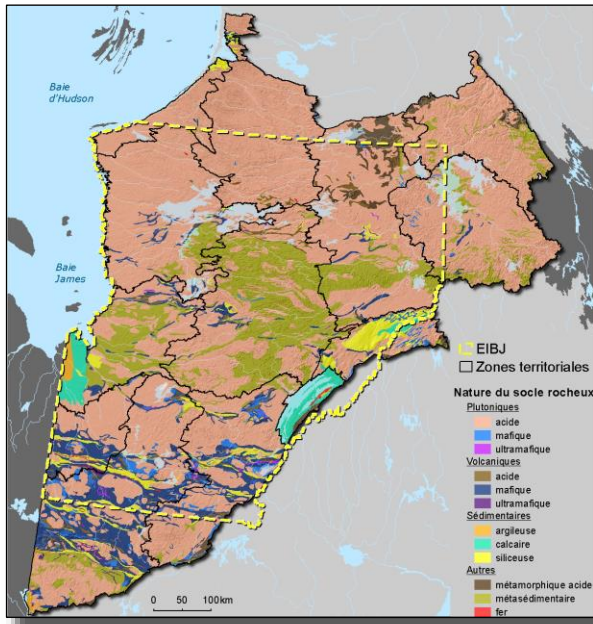 Baie
d'Hudson
Baie
James
EIBJ
Zones territoriales
Nature du socle rocheux
Plutoniques
acide
mafique
ultramafique
Volcaniques
acide
mafique
ultramafique
Sédimentaires
argileuse
calcaire
siliceuse
Autres
métamorphique acide
métasédimentaire
fer
0 50 100km